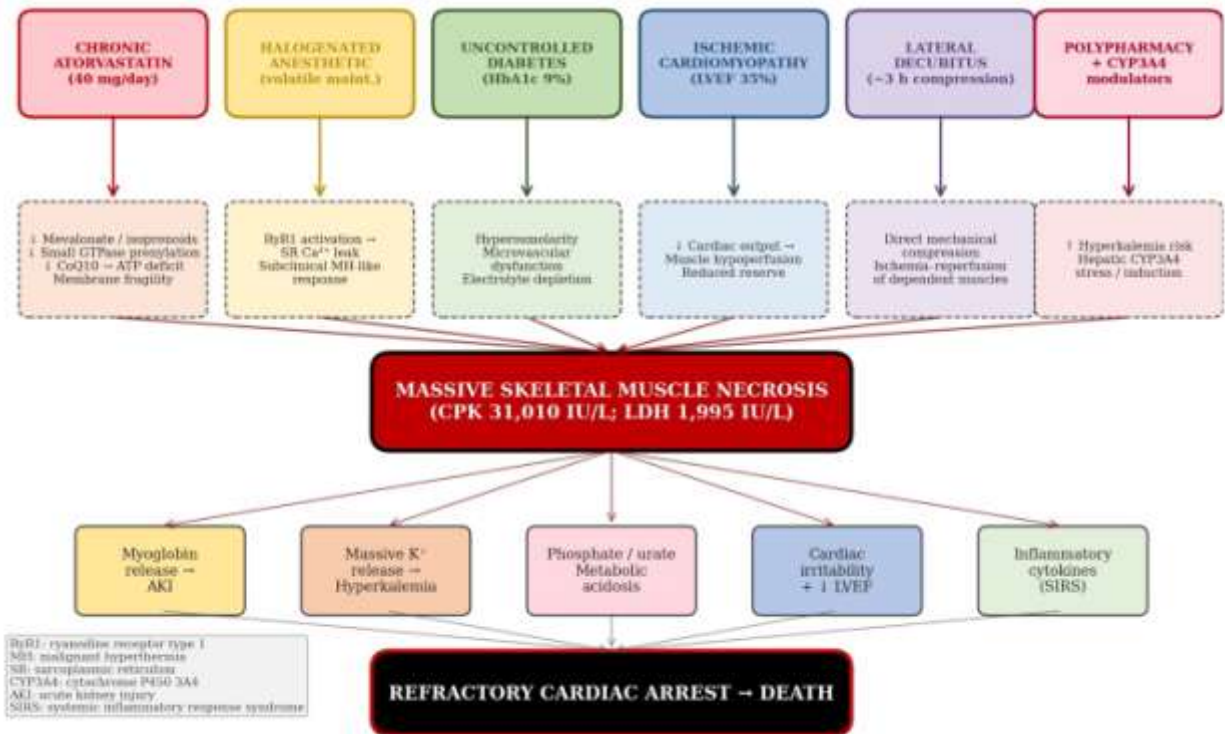 CHRONIC
ATORVASTATIN
(40 mg/day)
HALOGENATED
ANESTHETIC
(volatile maint.)
UNCONTROLLED
DIABETES
(HbA1c 9%)
ISCHEMIC
CARDIOMYOPATHY
(LVEF 35%)
LATERAL
DECUBITUS
(~3 h compression)
POLYPHARMACY
+ CYP3A4
modulators
↓ Mevalonate / isoprenoids
↓ Small GTPase prenylation
↓ CoQ10 → ATP deficit
Membrane fragility
RyR1 activation →
SR Ca²⁺ leak
Subclinical MH-like
response
Hyperosmolarity
Microvascular
dysfunction
Electrolyte depletion
↓ Cardiac output →
Muscle hypoperfusion
Reduced reserve
Direct mechanical
compression
Ischemia-reperfusion
of dependent muscles
↑ Hyperkalemia risk
Hepatic CYP3A4
stress / induction
MASSIVE SKELETAL MUSCLE NECROSIS
(CPK 31,010 IU/L; LDH 1,995 IU/L)
Myoglobin
release →
AKI
Massive K⁺
release →
Hyperkalemia
Phosphate / urate
Metabolic
acidosis
Cardiac
irritability
+ ↓ LVEF
Inflammatory
cytokines
(SIRS)
RyR1: ryanodine receptor type 1
MH: malignant hyperthermia
SR: sarcoplasmic reticulum
CYP3A4: cytochrome P450 3A4
AKI: acute kidney injury
SIRS: systemic inflammatory response syndrome
REFRACTORY CARDIAC ARREST → DEATH